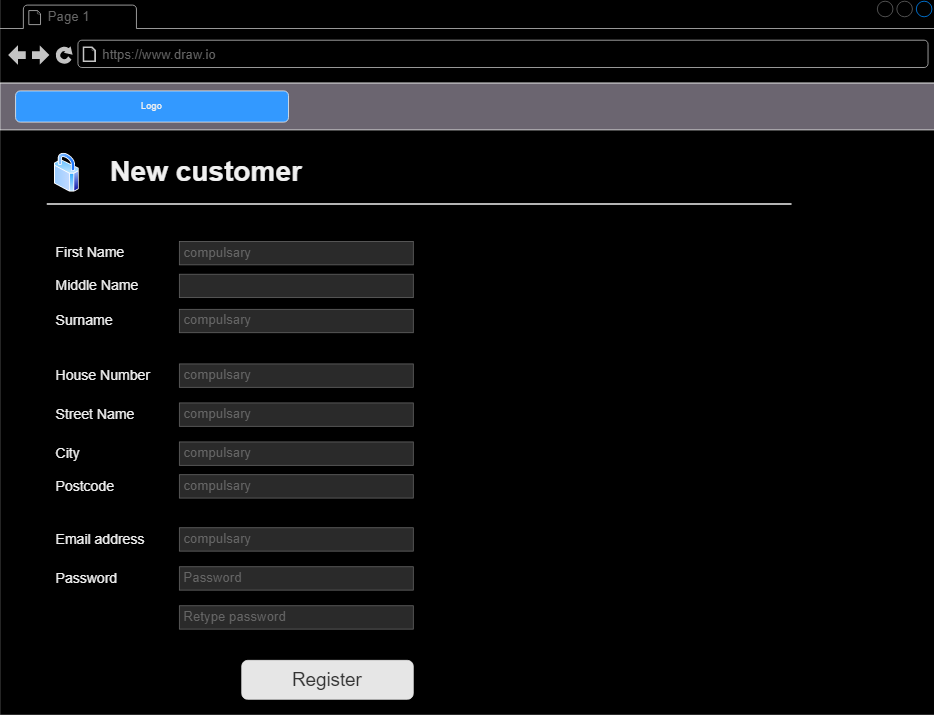 Page 1
https://www.draw.io
Logo
New customer
First Name compulsary
Middle Name
Surname compulsary
House Number compulsary
Street Name compulsary
City compulsary
Postcode compulsary
Email address compulsary
Password Password
Retype password
Register